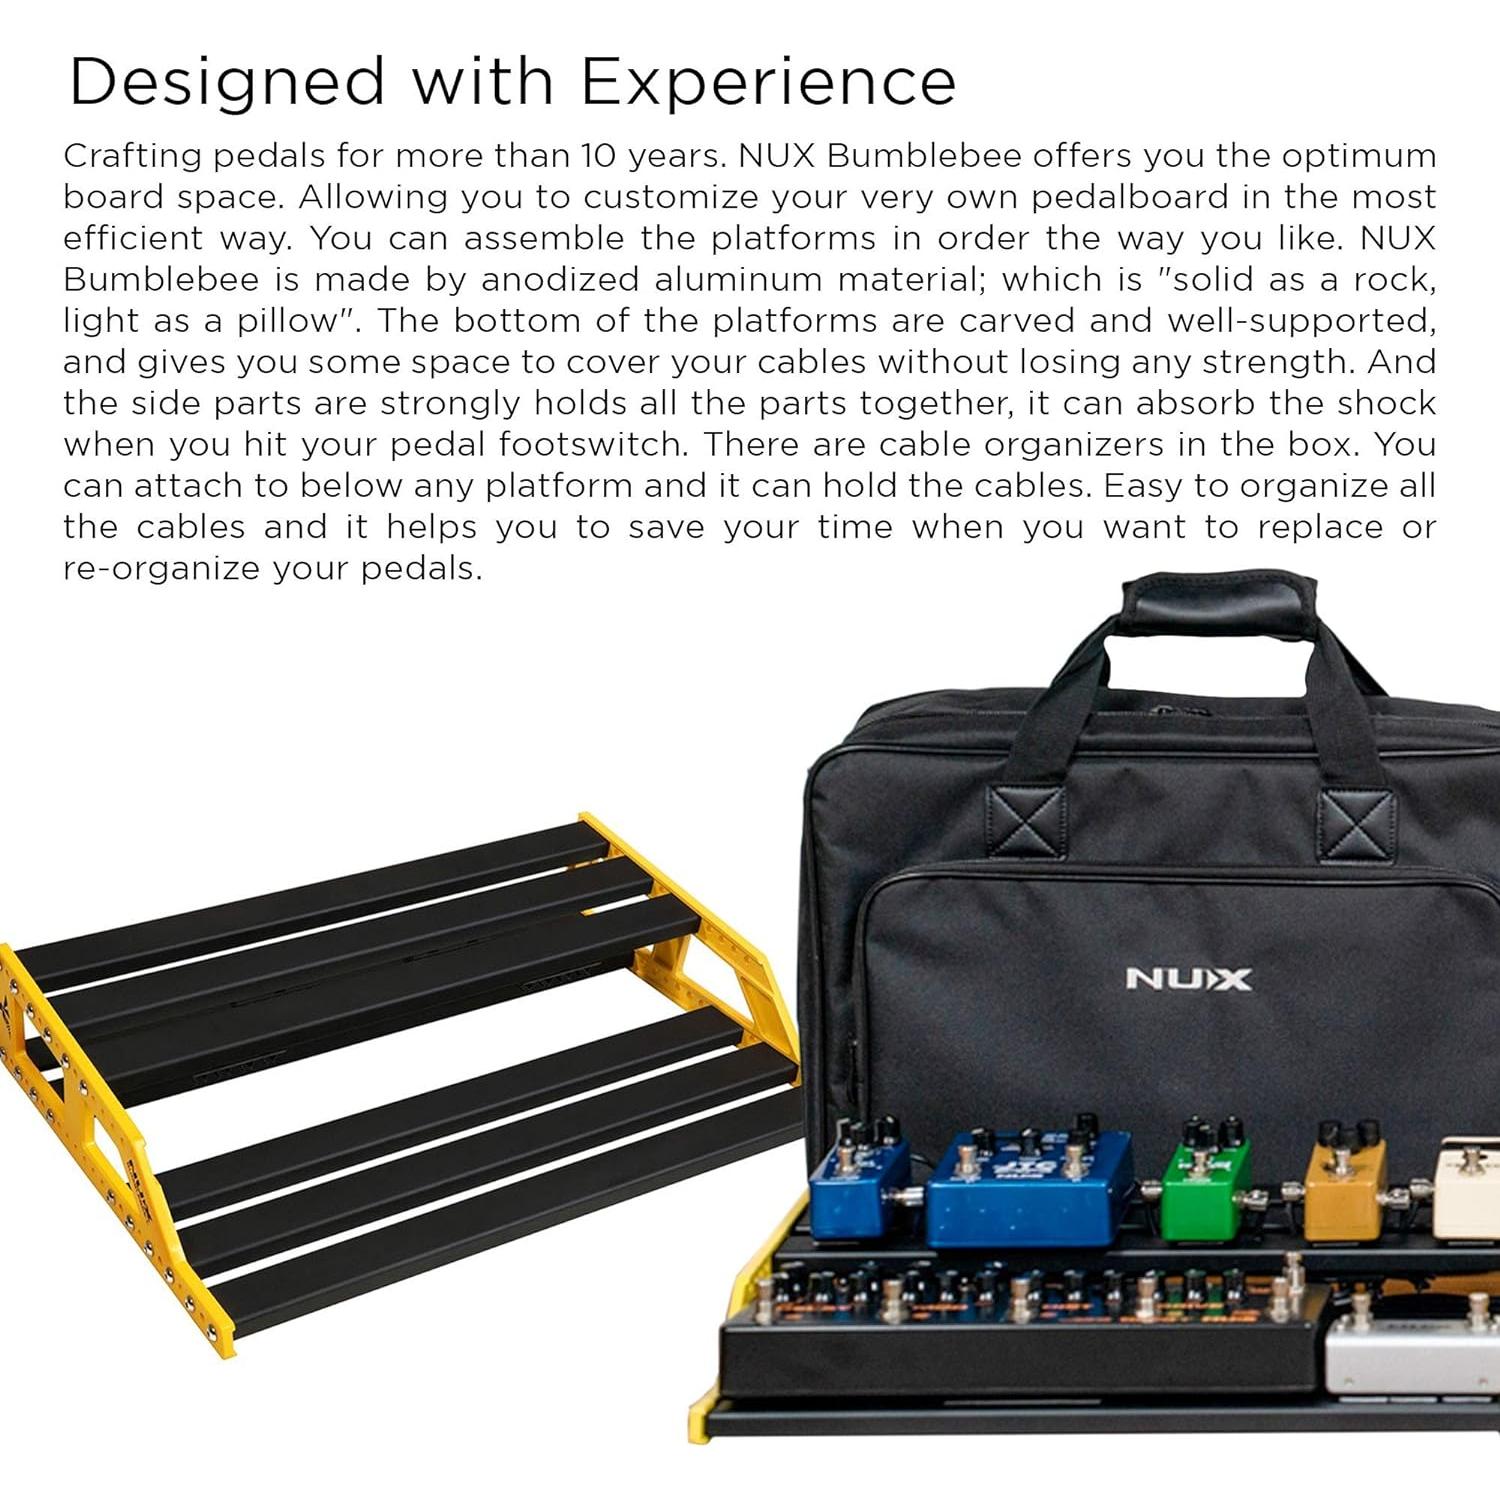 Designed with Experience
Crafting pedals for more than 10 years. NUX Bumblebee offers you the optimum
board space. Allowing you to customize your very own pedalboard in the most
efficient way. You can assemble the platforms in order the way you like. NUX
Bumblebee is made by anodized aluminum material; which is "solid as a rock,
light as a pillow". The bottom of the platforms are carved and well-supported,
and gives you some space to cover your cables without losing any strength. And
the side parts are strongly holds all the parts together, it can absorb the shock
when you hit your pedal footswitch. There are cable organizers in the box. You
can attach to below any platform and it can hold the cables. Easy to organize all
the cables and it helps you to save your time when you want to replace or
re-organize your pedals.
NUX
JTC